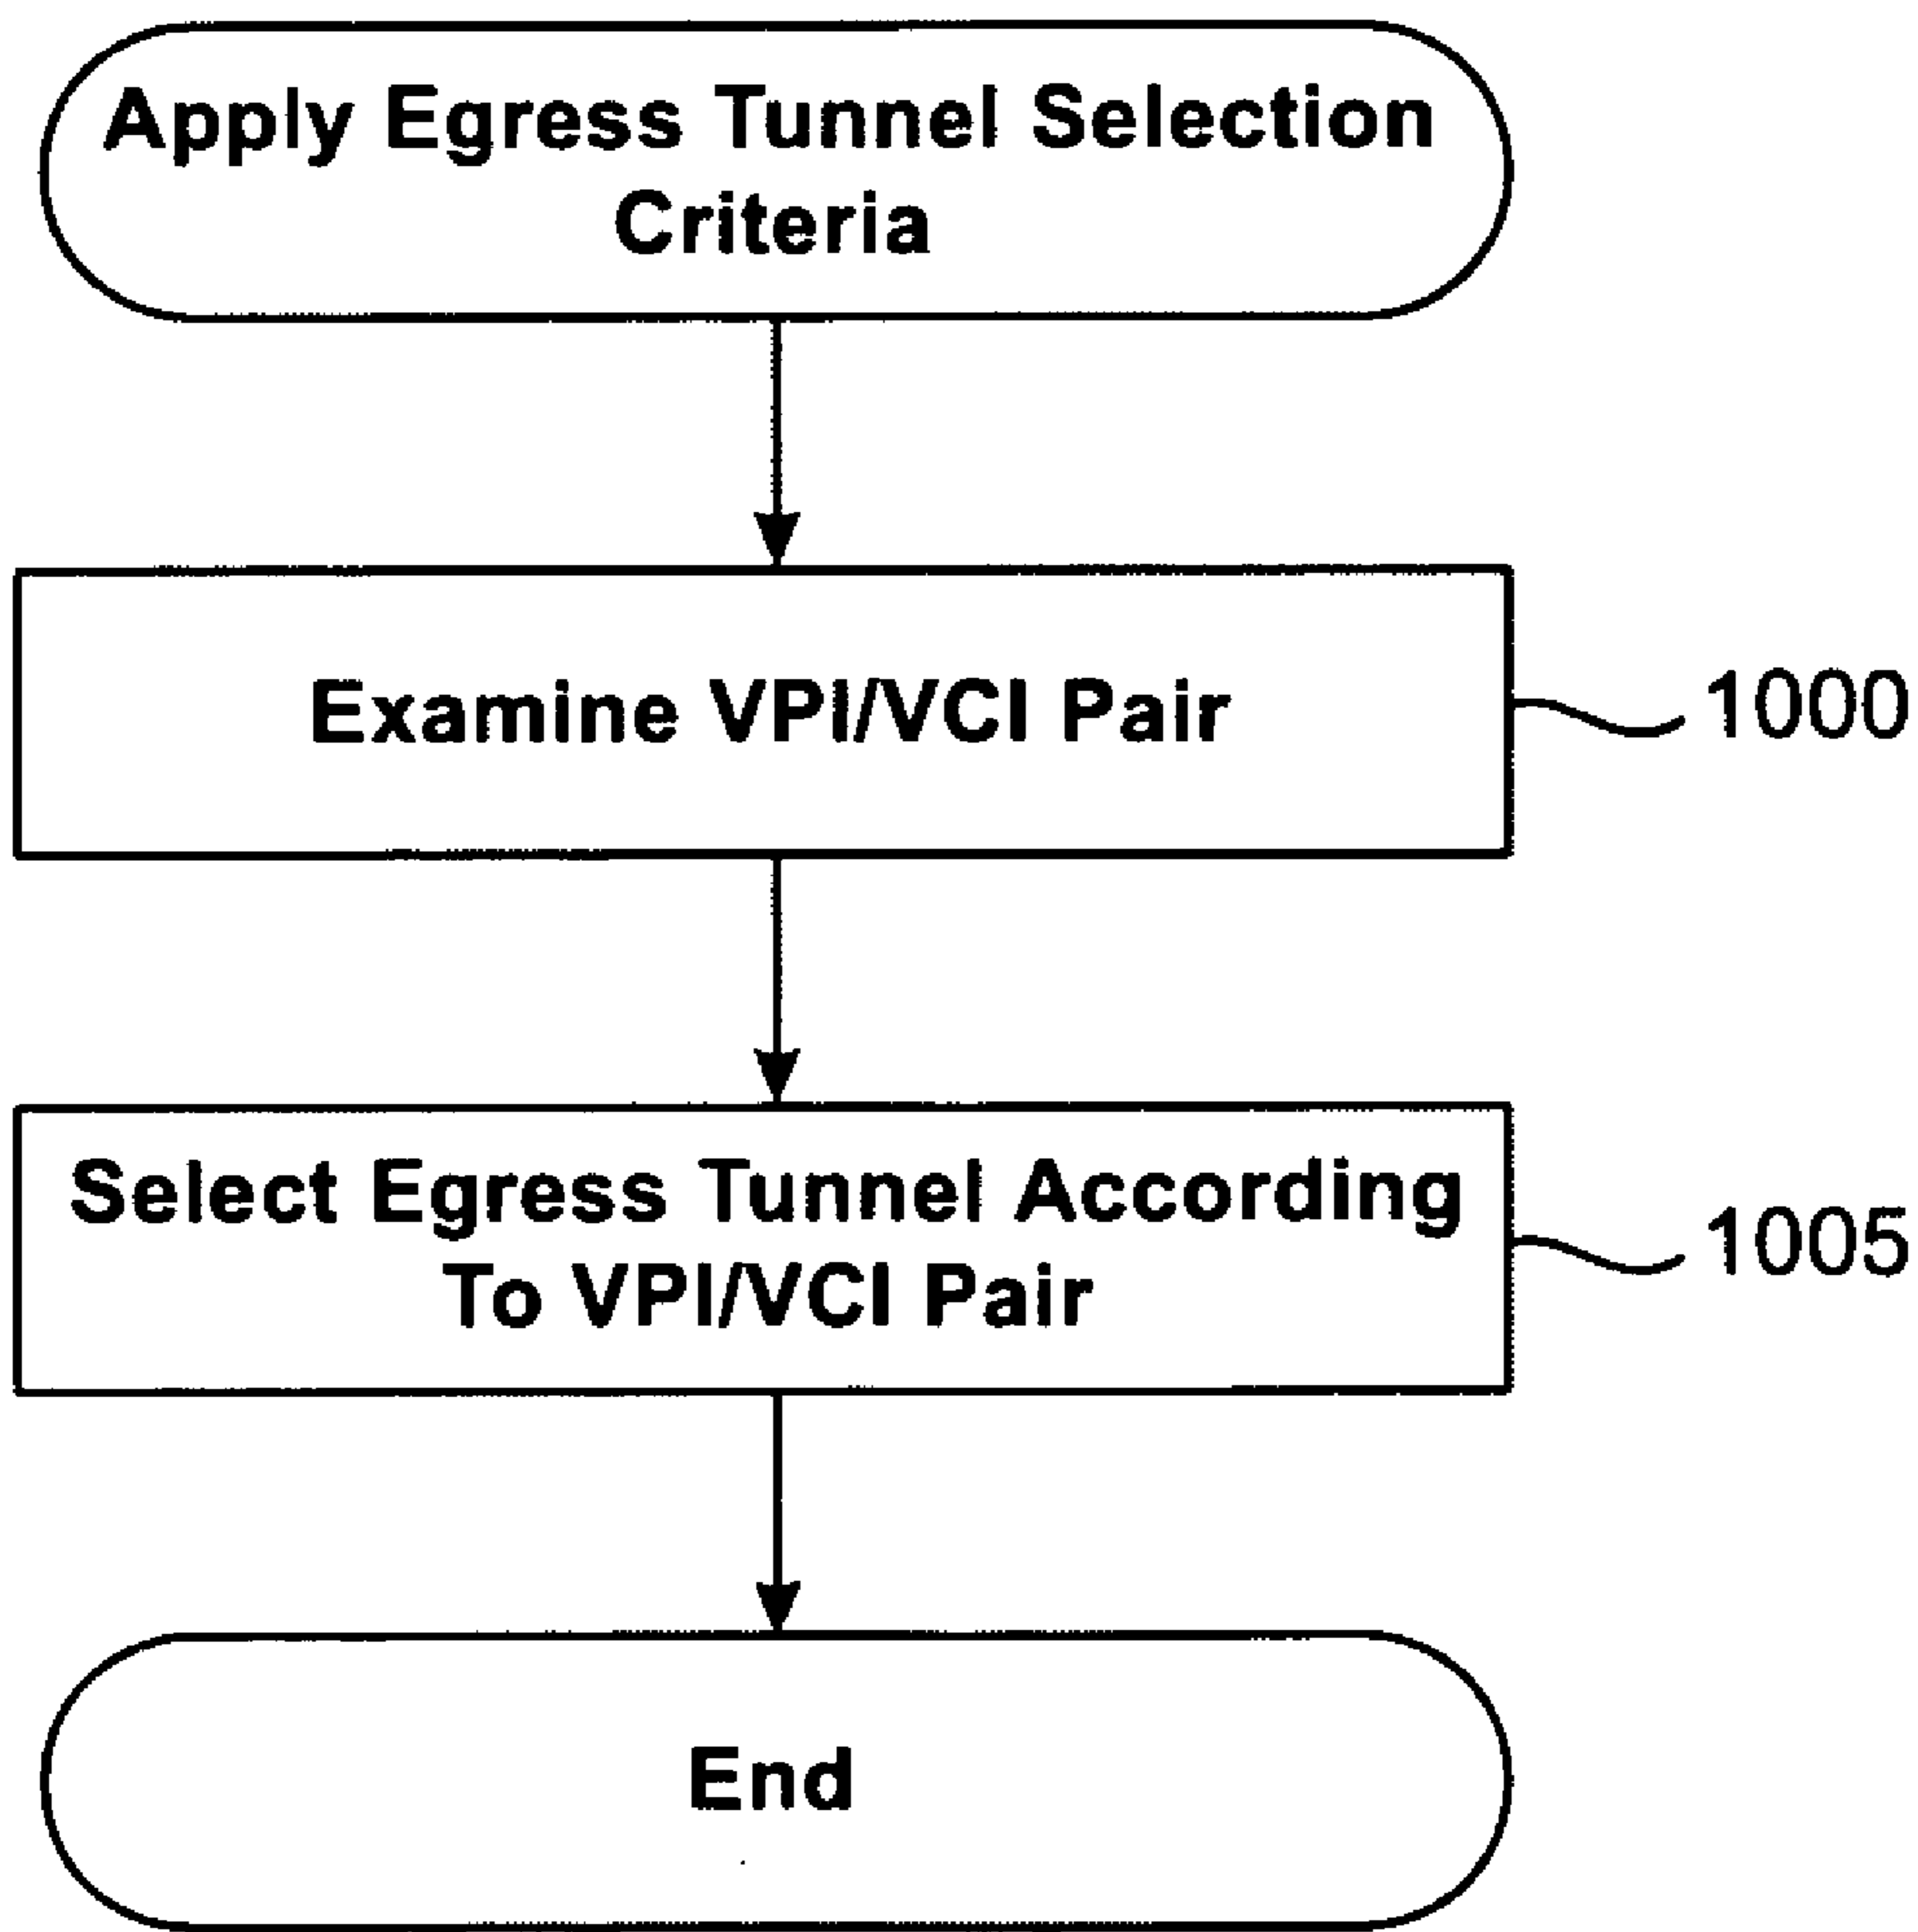 Apply Egress Tunnel Selection
Criteria
Examine VPI/VCI Pair
1000
Select Egress Tunnel According
To VPI/VCI Pair
1005
End